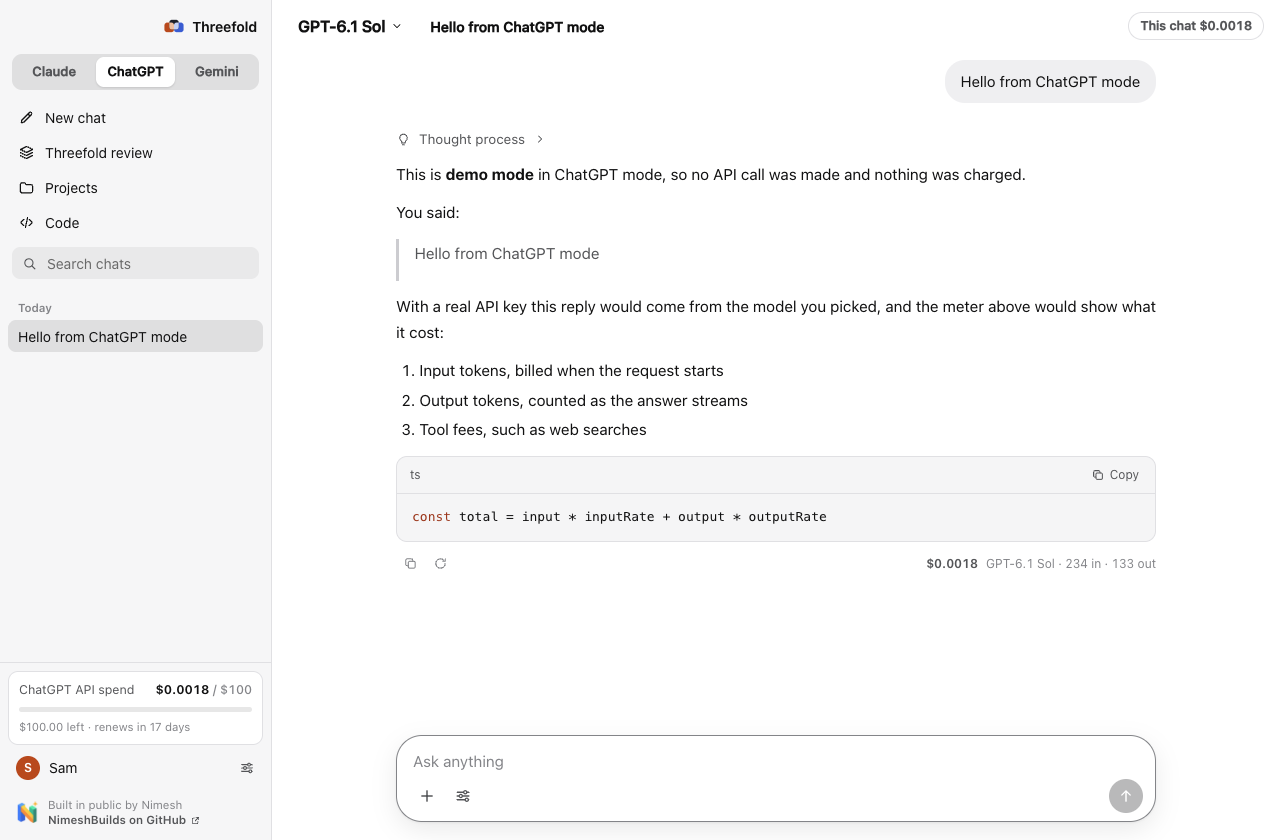 Threefold
Claude
ChatGPT
Gemini
New chat
Threefold review
Projects
Code
Search chats
Today
Hello from ChatGPT mode
ChatGPT API spend $0.0018 / $100
$100.00 left · renews in 17 days
S
Sam
Built in public by Nimesh
NimeshBuilds on GitHub
GPT-6.1 Sol
Hello from ChatGPT mode
This chat $0.0018
Hello from ChatGPT mode
Thought process
This is demo mode in ChatGPT mode, so no API call was made and nothing was charged.
You said:
Hello from ChatGPT mode
With a real API key this reply would come from the model you picked, and the meter above would show what
it cost:
1. Input tokens, billed when the request starts
2. Output tokens, counted as the answer streams
3. Tool fees, such as web searches
ts
Copy
const total = input * inputRate + output * outputRate
$0.0018 GPT-6.1 Sol · 234 in · 133 out
Ask anything